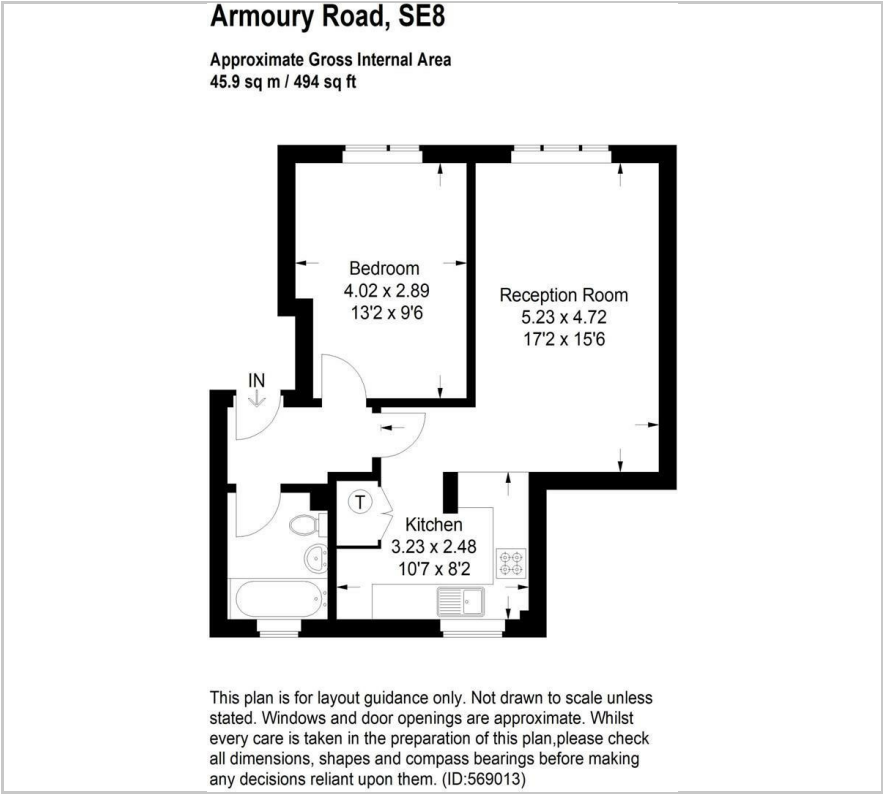 Armoury Road, SE8
Approximate Gross Internal Area
45.9 sq m / 494 sq ft
Bedroom
4.02 x 2.89
13'2 x 9'6
Reception Room
5.23 x 4.72
17'2 x 15'6
IN
T
Kitchen
3.23 x 2.48
10'7 x 8'2
This plan is for layout guidance only. Not drawn to scale unless
stated. Windows and door openings are approximate. Whilst
every care is taken in the preparation of this plan,please check
all dimensions, shapes and compass bearings before making
any decisions reliant upon them. (ID:569013)